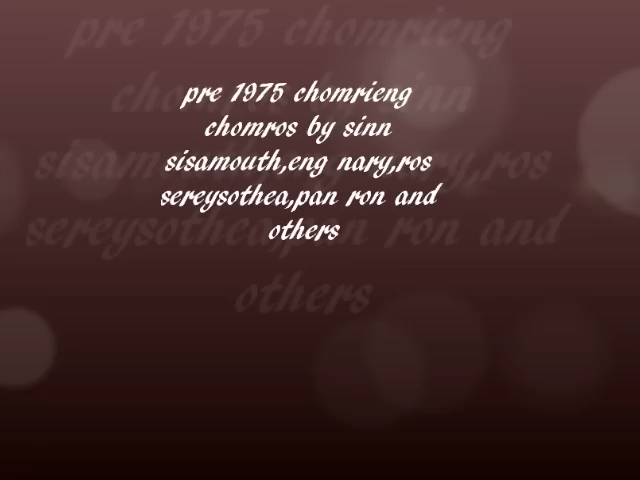 pre 1975 chomrieng
chomros by sinn
sisamouth,eng nary,ros
sereysothea,pan ron and
others